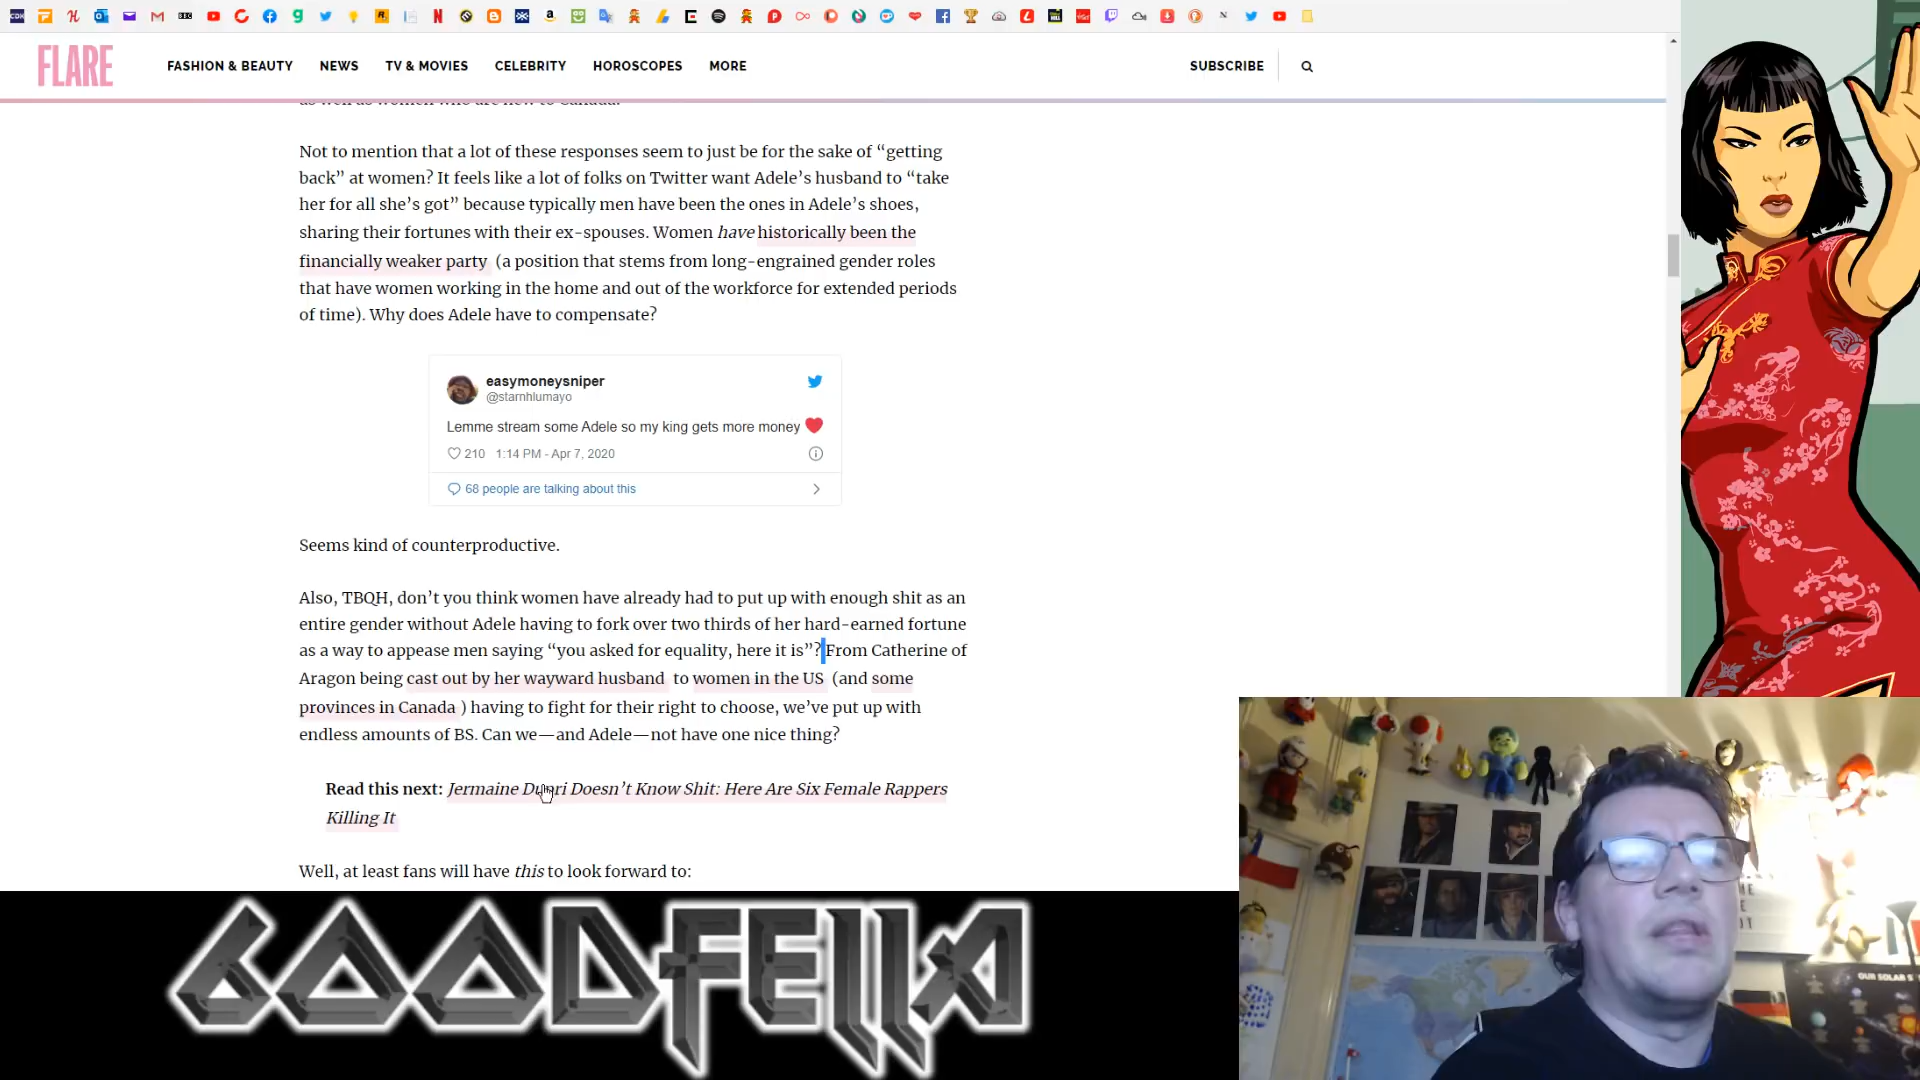 FLARE
FASHION & BEAUTY NEWS TV & MOVIES CELEBRITY HOROSCOPES MORE SUBSCRIBE
as well as women who are new to Canada.
Not to mention that a lot of these responses seem to just be for the sake of “getting
back” at women? It feels like a lot of folks on Twitter want Adele’s husband to “take
her for all she’s got” because typically men have been the ones in Adele’s shoes,
sharing their fortunes with their ex-spouses. Women have historically been the
financially weaker party (a position that stems from long-engrained gender roles
that have women working in the home and out of the workforce for extended periods
of time). Why does Adele have to compensate?
easymoneysniper
@starnhlumayo
Lemme stream some Adele so my king gets more money
210 1:14 PM - Apr 7, 2020
68 people are talking about this
Seems kind of counterproductive.
Also, TBQH, don’t you think women have already had to put up with enough shit as an
entire gender without Adele having to fork over two thirds of her hard-earned fortune
as a way to appease men saying “you asked for equality, here it is”? From Catherine of
Aragon being cast out by her wayward husband to women in the US (and some
provinces in Canada ) having to fight for their right to choose, we’ve put up with
endless amounts of BS. Can we—and Adele—not have one nice thing?
Read this next: Jermaine Dupri Doesn’t Know Shit: Here Are Six Female Rappers
Killing It
Well, at least fans will have this to look forward to:
GOODFELLA
OUR SOLAR S